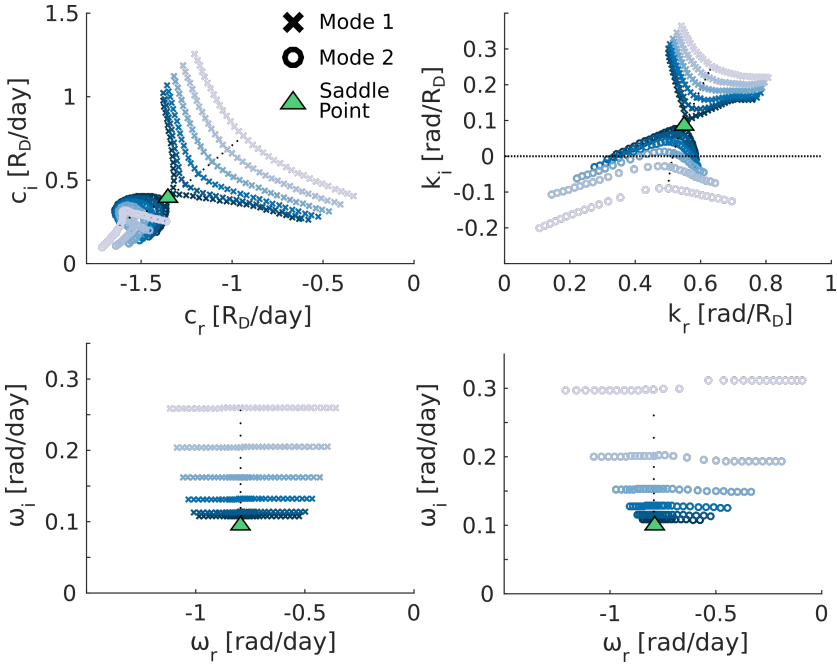 Mode 1
Mode 2
Saddle
Point
1.5
1
0.5
0
c_i [R_D/day]
-1.5
-1
-0.5
0
c_r [R_D/day]
0.3
0.2
0.1
0
-0.1
-0.2
k_i [rad/R_D]
0
0.2
0.4
0.6
0.8
1
k_r [rad/R_D]
0.3
0.2
0.1
0
ω_i [rad/day]
-1
-0.5
0
ω_r [rad/day]
0.3
0.2
0.1
0
ω_i [rad/day]
-1
-0.5
0
ω_r [rad/day]